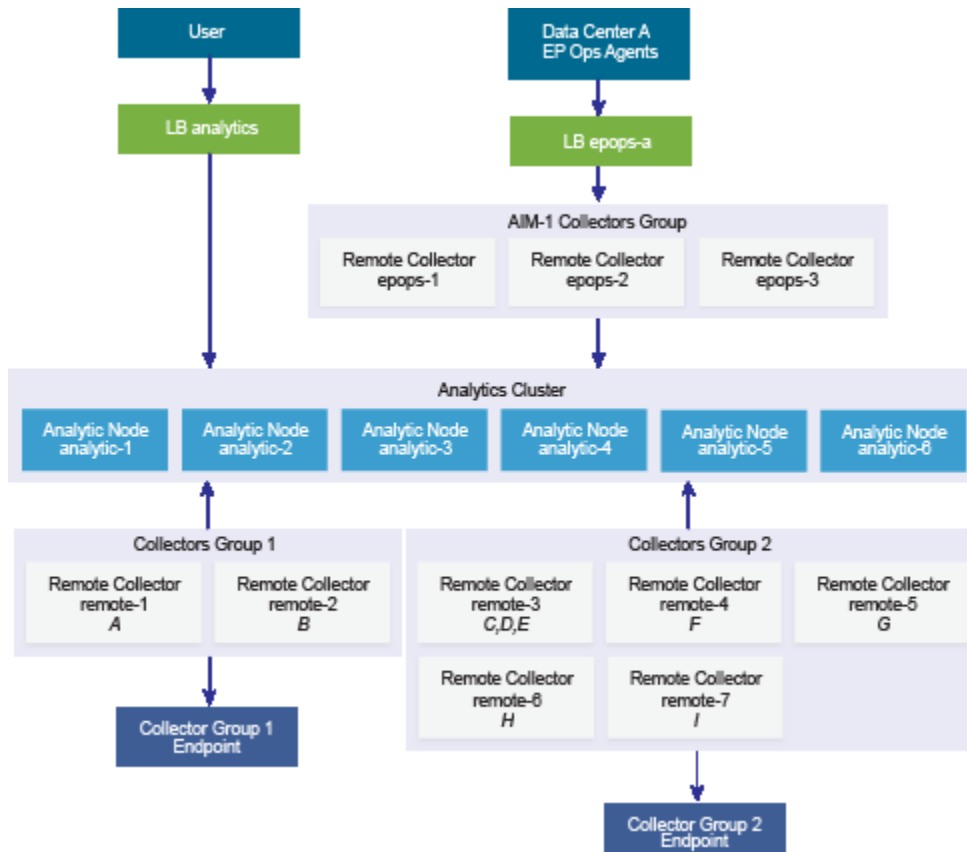 User
Data Center A
EP Ops Agents
LB analytics
LB epops-a
AIM-1 Collectors Group
Remote Collector
epops-1
Remote Collector
epops-2
Remote Collector
epops-3
Analytics Cluster
Analytic Node
analytic-1
Analytic Node
analytic-2
Analytic Node
analytic-3
Analytic Node
analytic-4
Analytic Node
analytic-5
Analytic Node
analytic-6
Collectors Group 1
Remote Collector
remote-1
A
Remote Collector
remote-2
B
Collector Group 1
Endpoint
Collectors Group 2
Remote Collector
remote-3
C,D,E
Remote Collector
remote-4
F
Remote Collector
remote-5
G
Remote Collector
remote-6
H
Remote Collector
remote-7
I
Collector Group 2
Endpoint